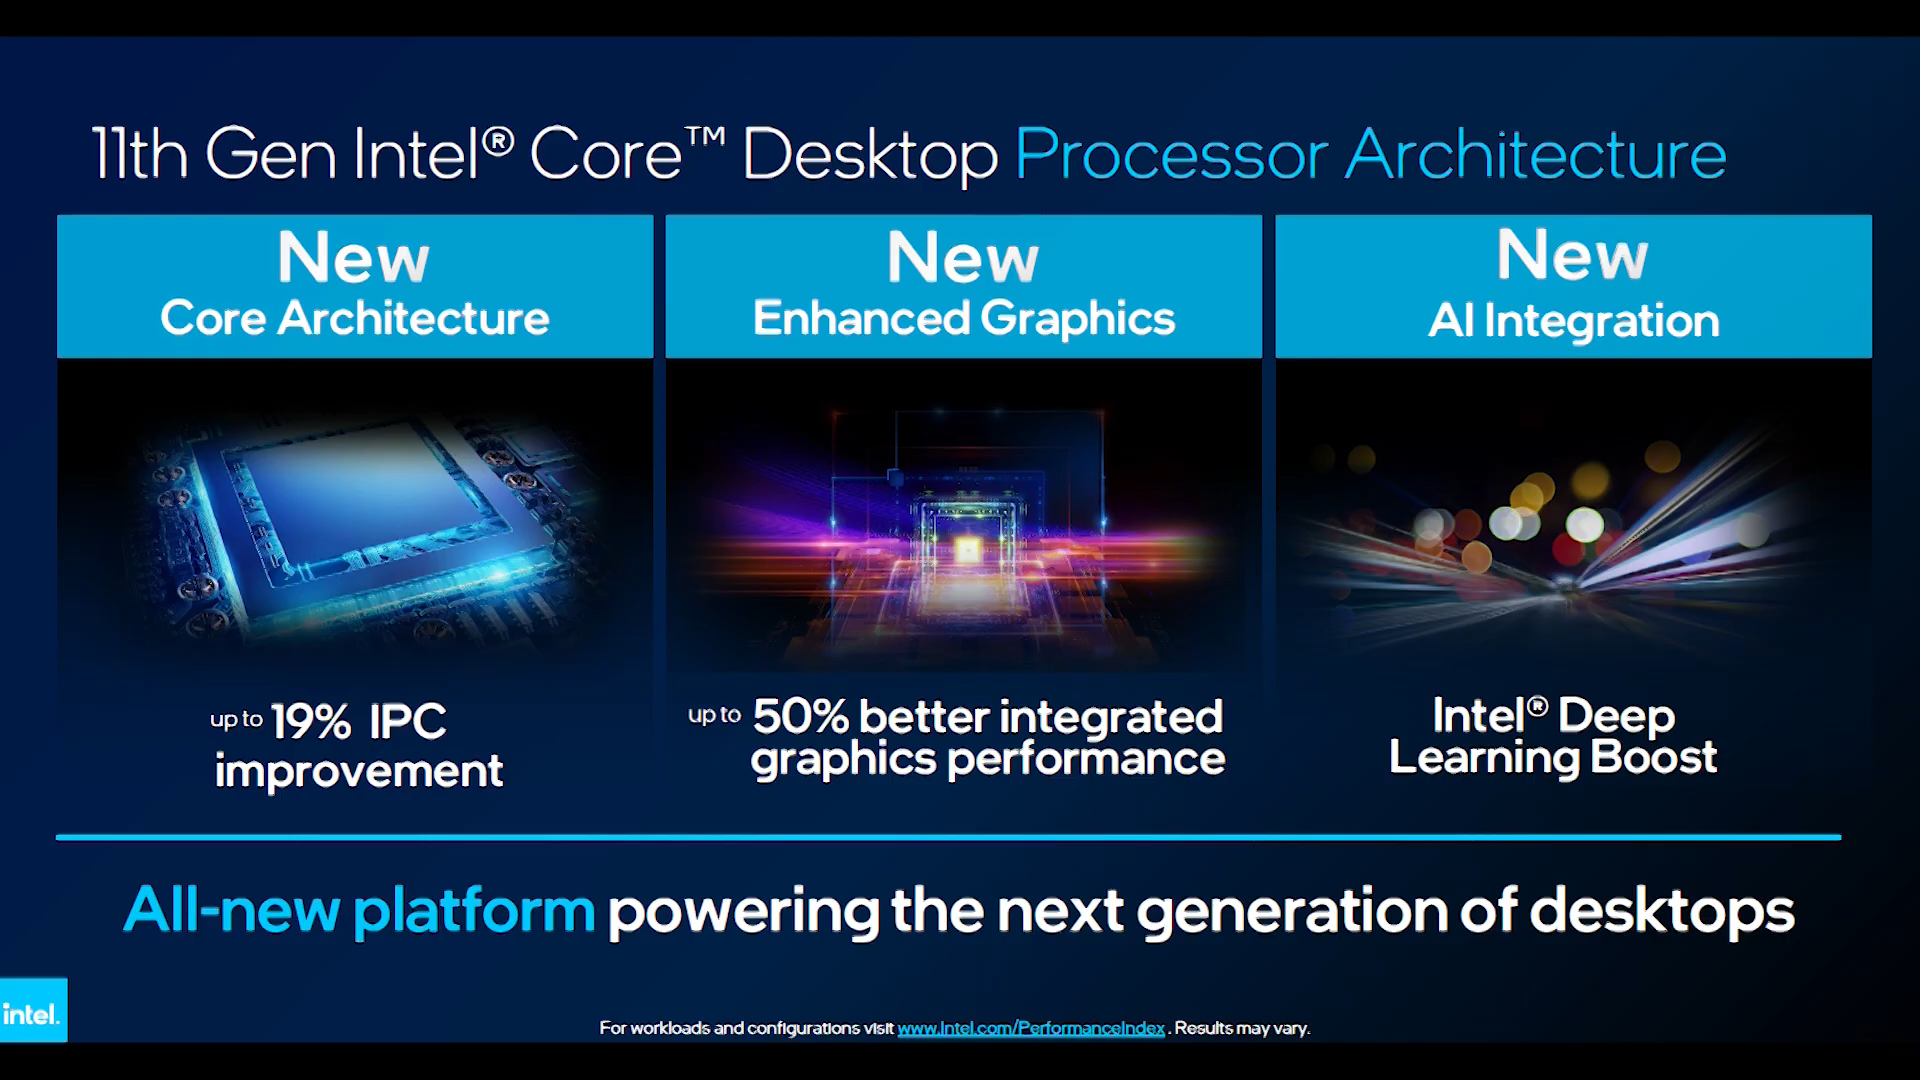 11th Gen Intel® Core™ Desktop Processor Architecture
New
Core Architecture
up to 19% IPC
improvement
New
Enhanced Graphics
up to 50% better integrated
graphics performance
New
AI Integration
Intel® Deep
Learning Boost
All-new platform powering the next generation of desktops
intel.
For workloads and configurations visit www.intel.com/PerformanceIndex. Results may vary.